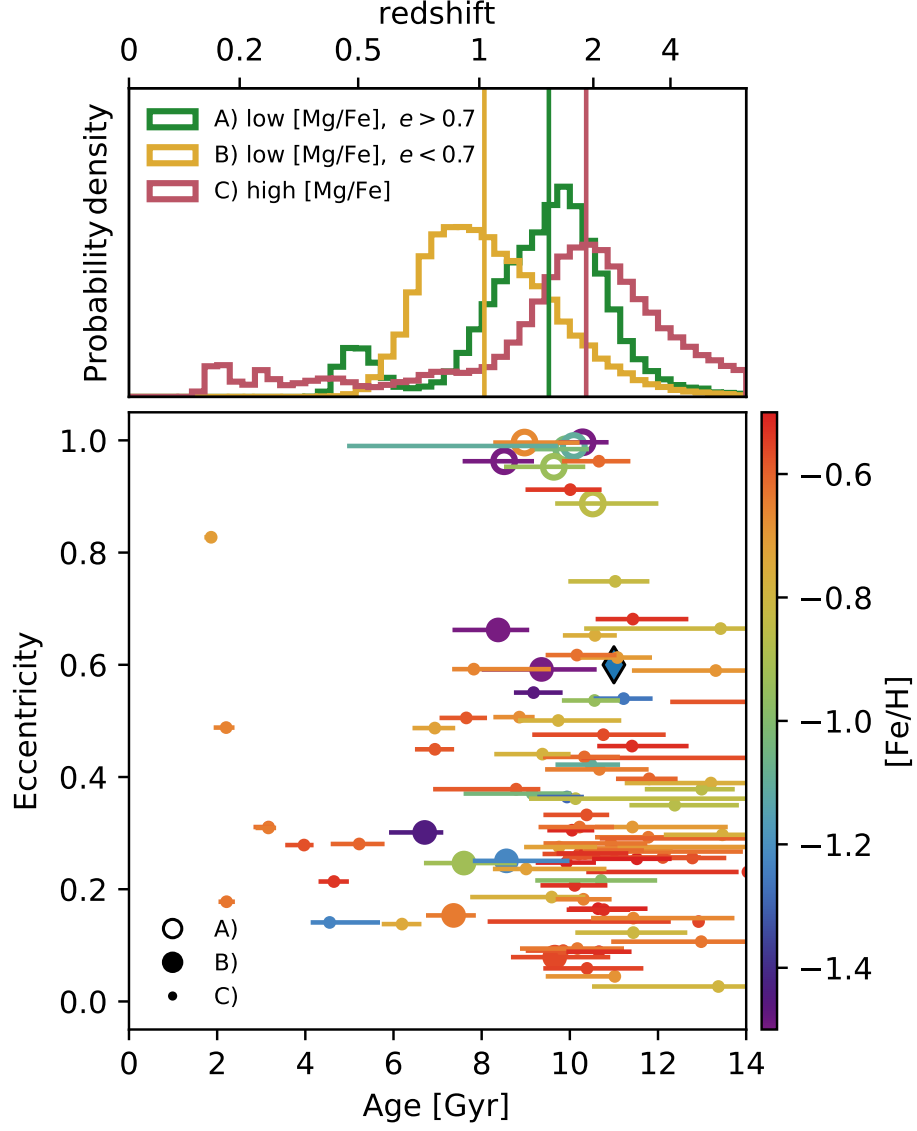 redshift
0 0.2 0.5 1 2 4
Probability density
A) low [Mg/Fe], e > 0.7
B) low [Mg/Fe], e < 0.7
C) high [Mg/Fe]
Eccentricity
1.0
0.8
0.6
0.4
0.2
0.0
A)
B)
C)
0 2 4 6 8 10 12 14
Age [Gyr]
−0.6
−0.8
−1.0
−1.2
−1.4
[Fe/H]